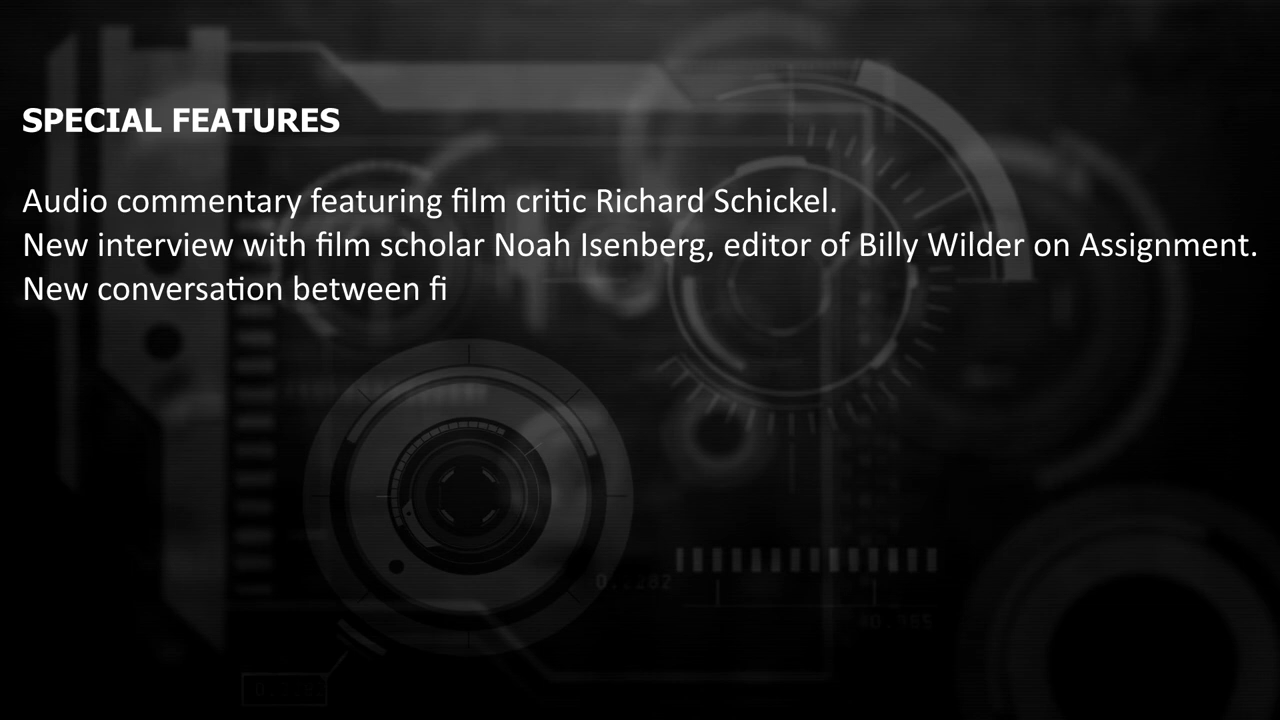 SPECIAL FEATURES
Audio commentary featuring film critic Richard Schickel.
New interview with film scholar Noah Isenberg, editor of Billy Wilder on Assignment.
New conversation between fi